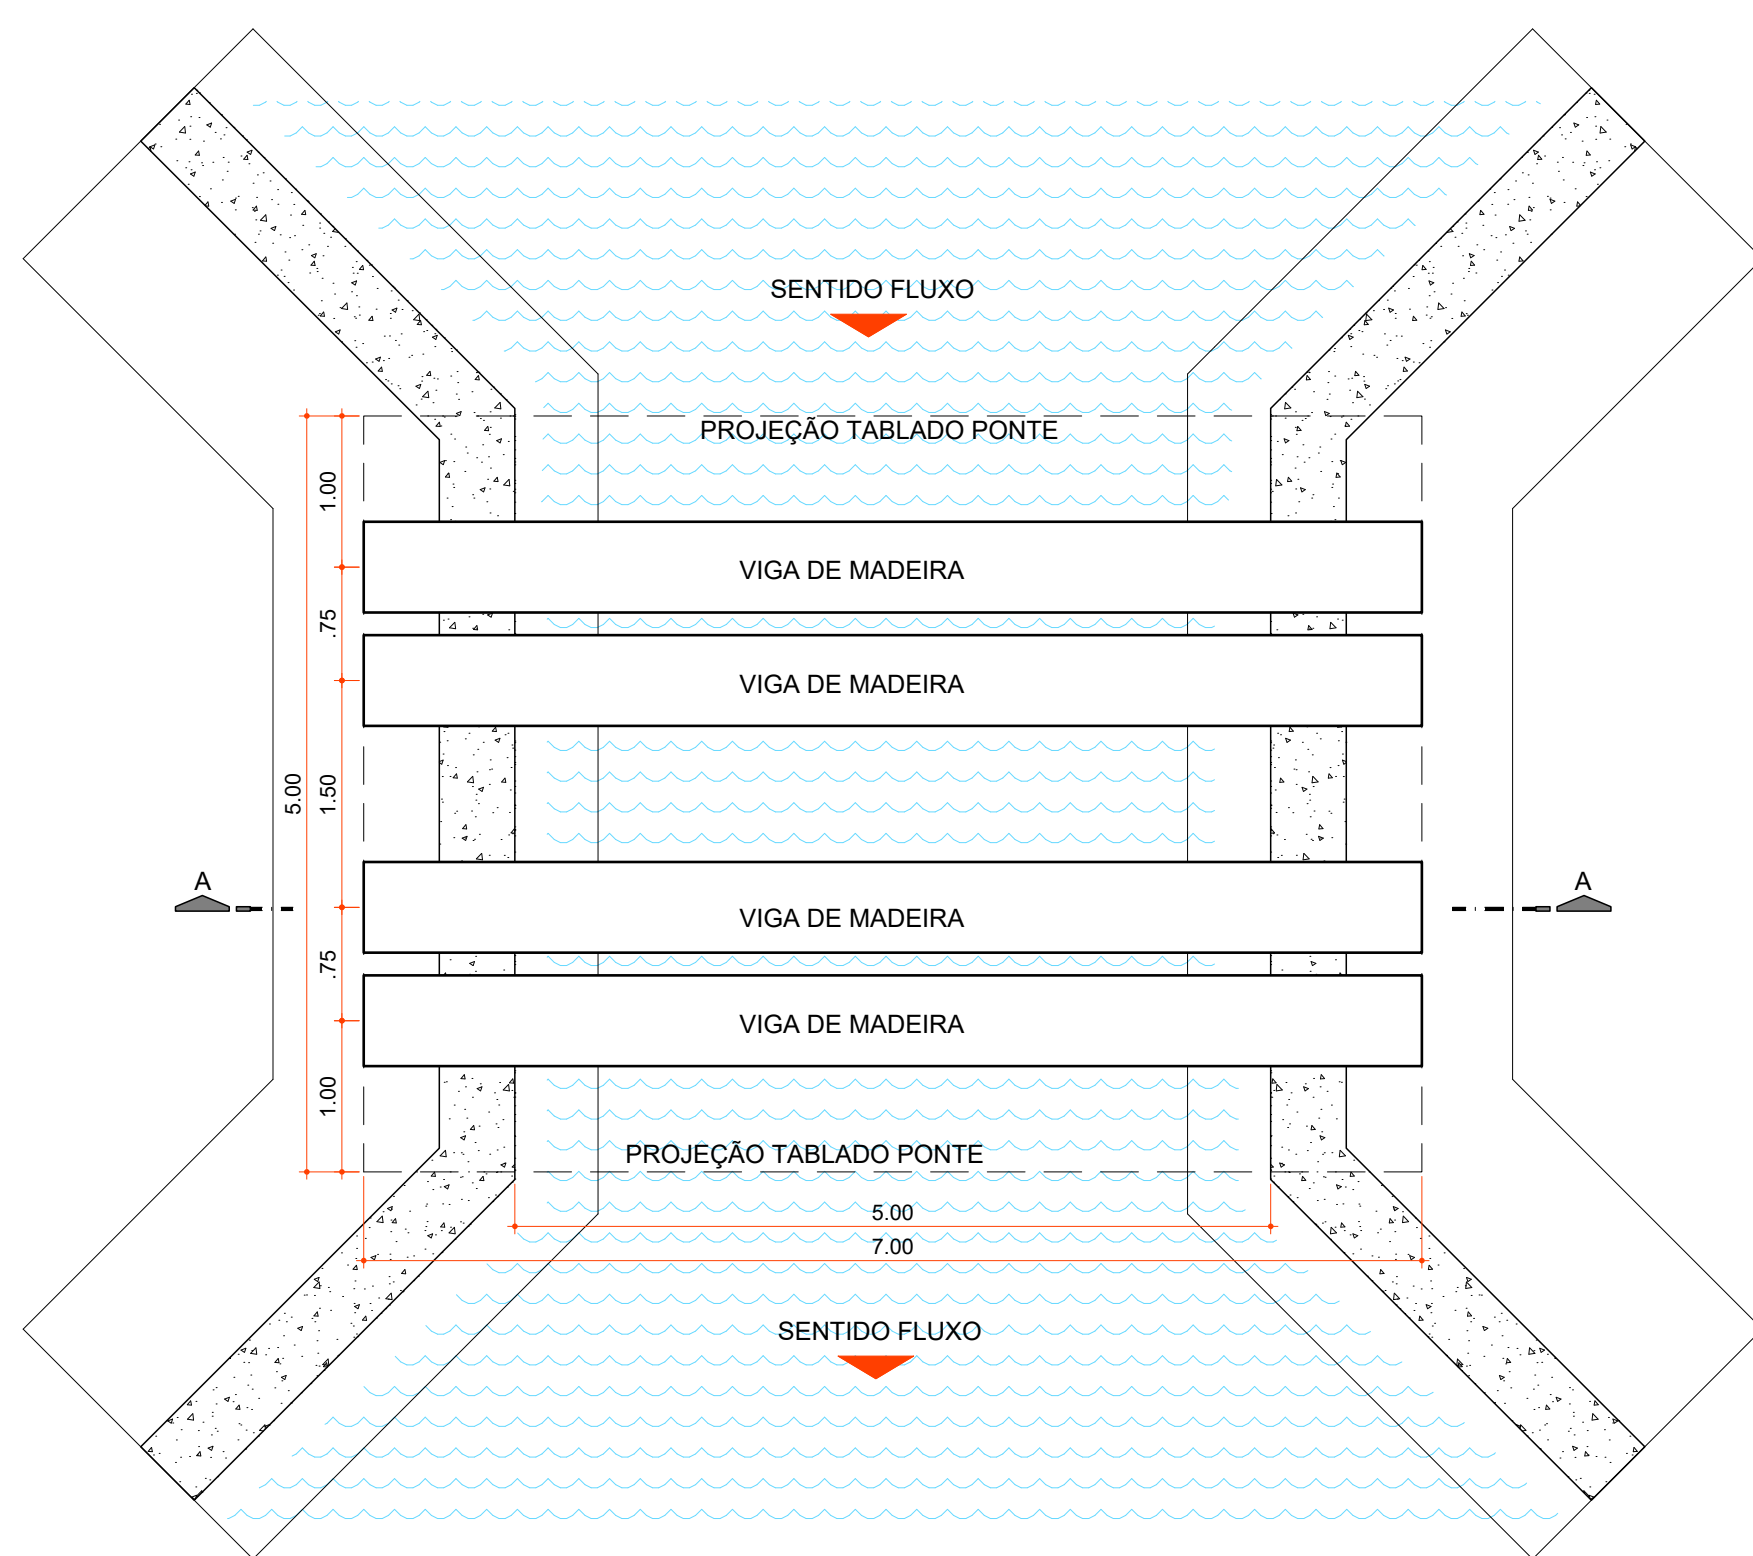 SENTIDO FLUXO
PROJEÇÃO TABLADO PONTE
1.00
VIGA DE MADEIRA
.75
VIGA DE MADEIRA
5.00
1.50
A
A
VIGA DE MADEIRA
.75
VIGA DE MADEIRA
1.00
PROJEÇÃO TABLADO PONTE
5.00
7.00
SENTIDO FLUXO